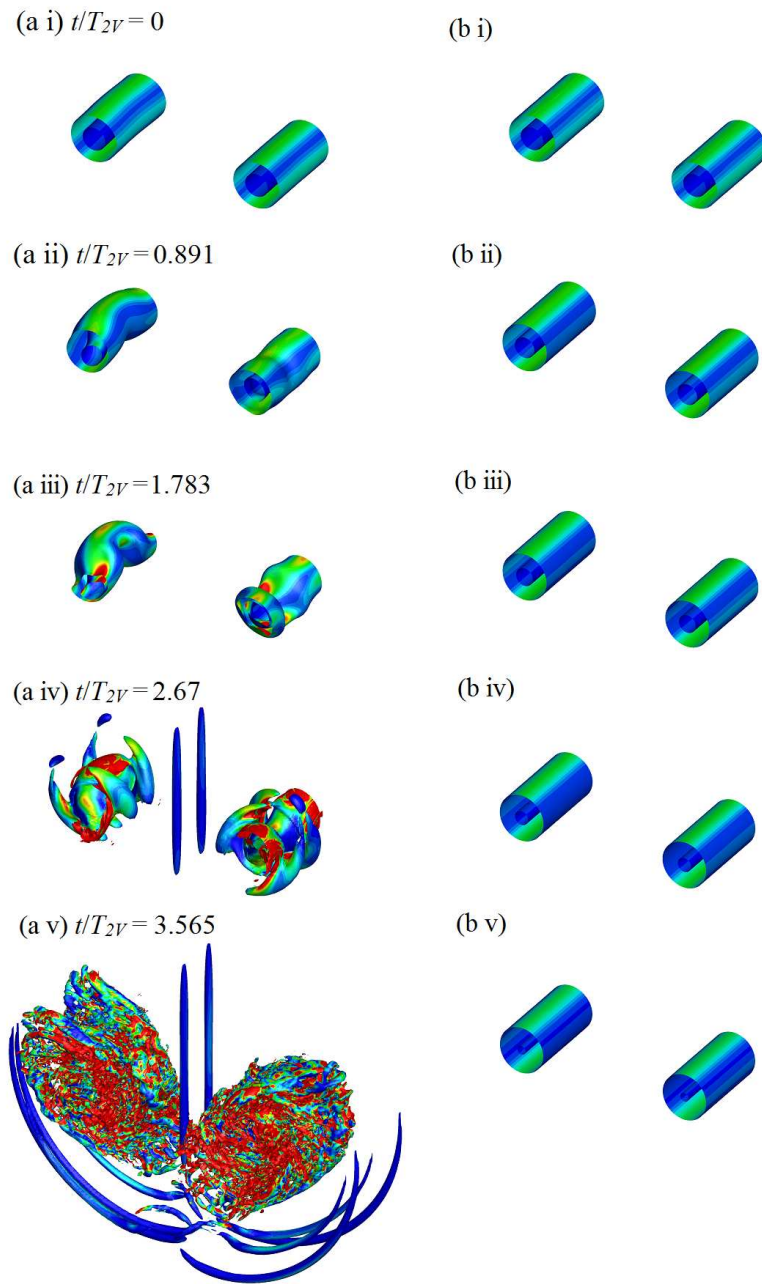 (a i) t/T2V = 0
(b i)
(a ii) t/T2V = 0.891
(b ii)
(a iii) t/T2V = 1.783
(b iii)
(a iv) t/T2V = 2.67
(b iv)
(a v) t/T2V = 3.565
(b v)